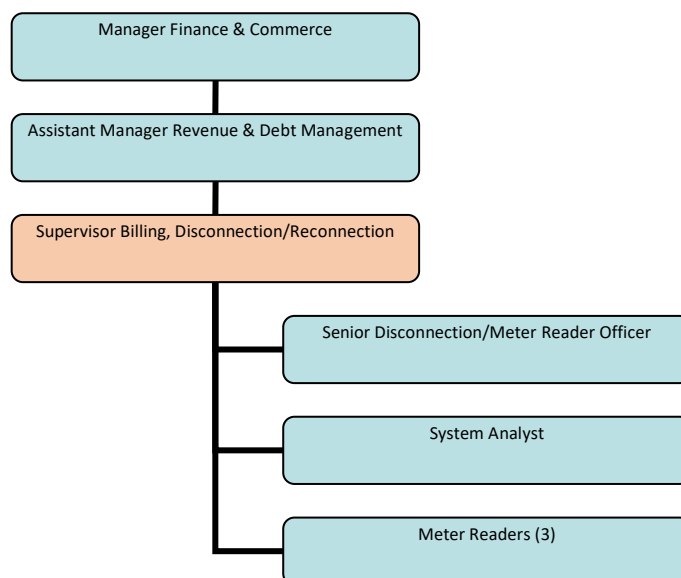 Manager Finance & Commerce
Assistant Manager Revenue & Debt Management
Supervisor Billing, Disconnection/Reconnection
Senior Disconnection/Meter Reader Officer
System Analyst
Meter Readers (3)